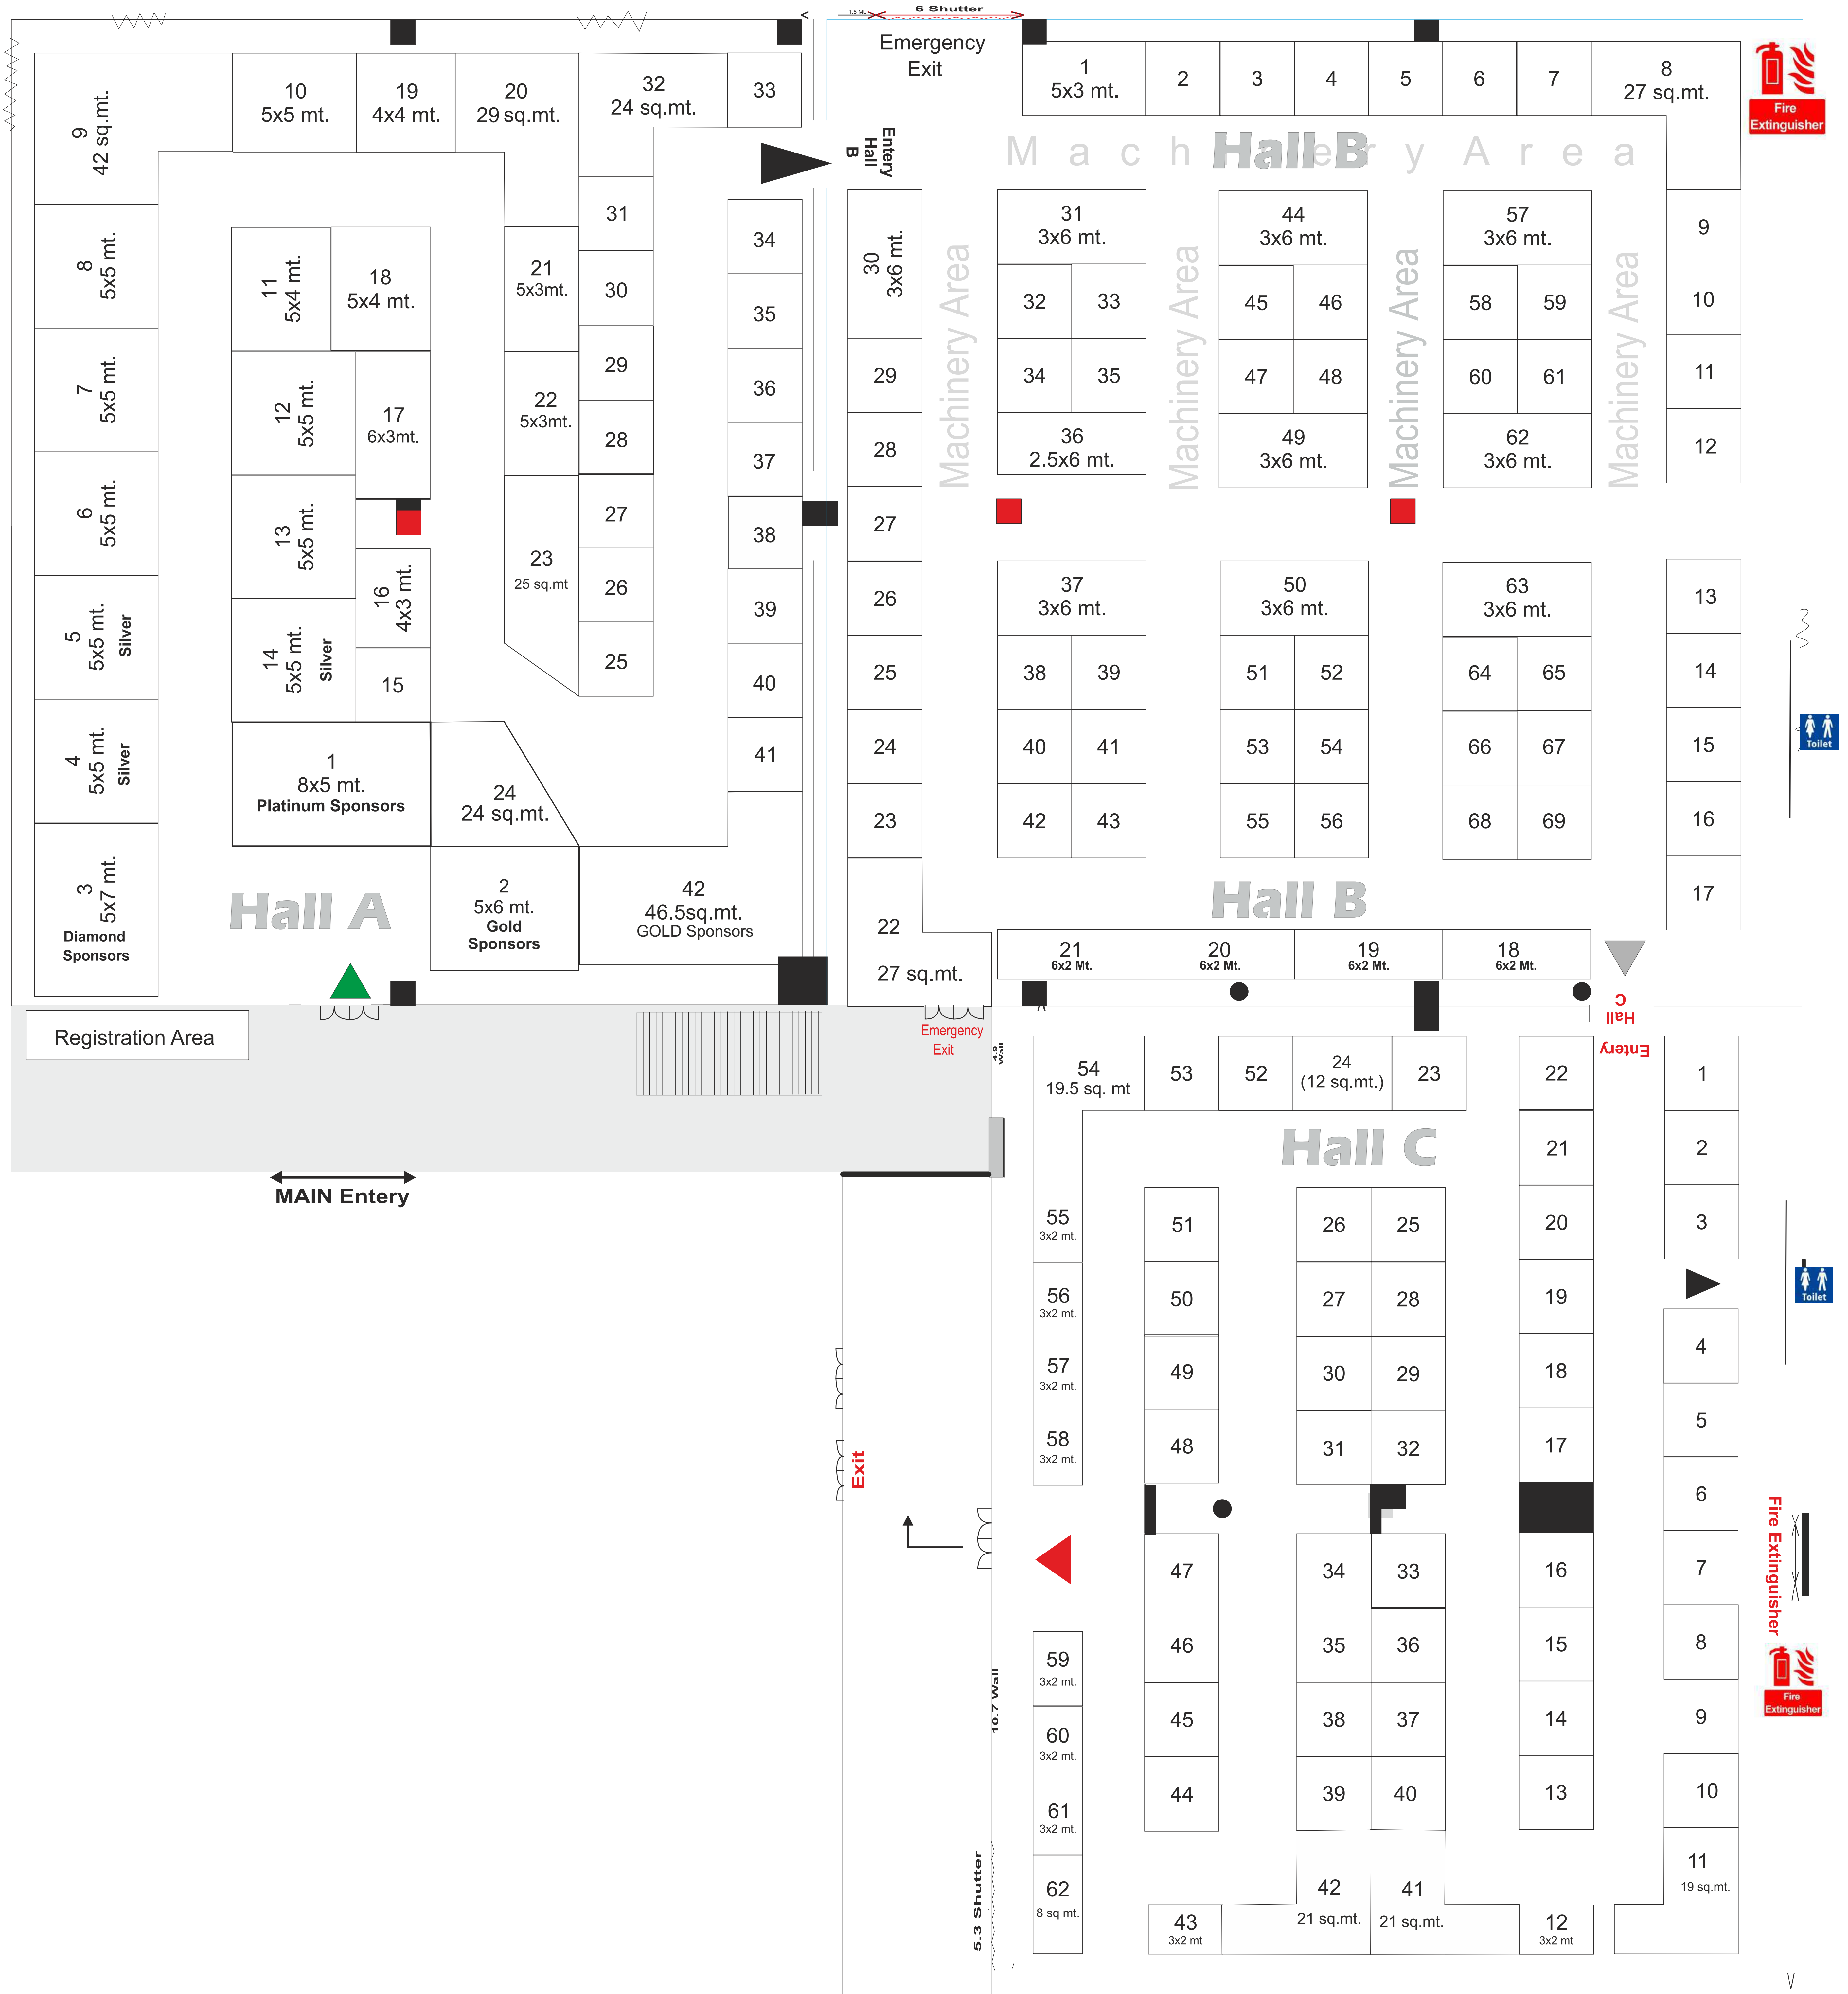 10
5x5 mt.
19
4x4 mt.
20
29 sq.mt.
32
24 sq.mt.
33
9
42 sq.mt.
8
5x5 mt.
7
5x5 mt.
6
5x5 mt.
5
5x5 mt.
Silver
4
5x5 mt.
Silver
3
5x7 mt.
Diamond
Sponsors
11
5x4 mt.
18
5x4 mt.
12
5x5 mt.
17
6x3mt.
13
5x5 mt.
16
4x3 mt.
14
5x5 mt.
Silver
15
1
8x5 mt.
Platinum Sponsors
21
5x3mt.
22
5x3mt.
23
25 sq.mt
24
24 sq.mt.
31
30
29
28
27
26
25
34
35
36
37
38
39
40
41
2
5x6 mt.
Gold
Sponsors
42
46.5sq.mt.
GOLD Sponsors
Hall A
Registration Area
MAIN Entery
1.5 Mt.
6 Shutter
Emergency
Exit
Entery
Hall
B
1
5x3 mt.
2
3
4
5
6
7
8
27 sq.mt.
Fire
Extinguisher
Machinery Area
Hall B
30
3x6 mt.
29
28
27
26
25
24
23
22
27 sq.mt.
Machinery Area
31
3x6 mt.
32
33
34
35
36
2.5x6 mt.
Machinery Area
44
3x6 mt.
45
46
47
48
49
3x6 mt.
Machinery Area
57
3x6 mt.
58
59
60
61
62
3x6 mt.
Machinery Area
9
10
11
12
37
3x6 mt.
38
39
40
41
42
43
50
3x6 mt.
51
52
53
54
55
56
63
3x6 mt.
64
65
66
67
68
69
13
14
15
16
17
Toilet
Hall B
21
6x2 Mt.
20
6x2 Mt.
19
6x2 Mt.
18
6x2 Mt.
Entery
Hall
C
Emergency
Exit
4.9
Wall
54
19.5 sq. mt
53
52
24
(12 sq.mt.)
23
22
1
Hall C
21
2
20
3
55
3x2 mt.
56
3x2 mt.
57
3x2 mt.
58
3x2 mt.
51
50
49
48
26
25
27
28
30
29
31
32
19
18
17
Toilet
4
5
6
7
8
9
10
11
19 sq.mt.
Exit
Fire Extinguisher
Fire
Extinguisher
47
46
45
44
34
33
35
36
38
37
39
40
16
15
14
13
59
3x2 mt.
60
3x2 mt.
61
3x2 mt.
62
8 sq mt.
10.7 Wall
5.3 Shutter
43
3x2 mt
42
21 sq.mt.
41
21 sq.mt.
12
3x2 mt